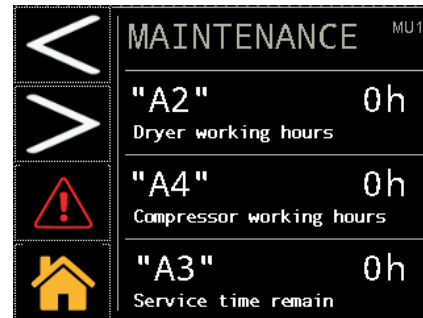 MAINTENANCE MU1
"A2" 0h
Dryer working hours
"A4" 0h
Compressor working hours
"A3" 0h
Service time remain